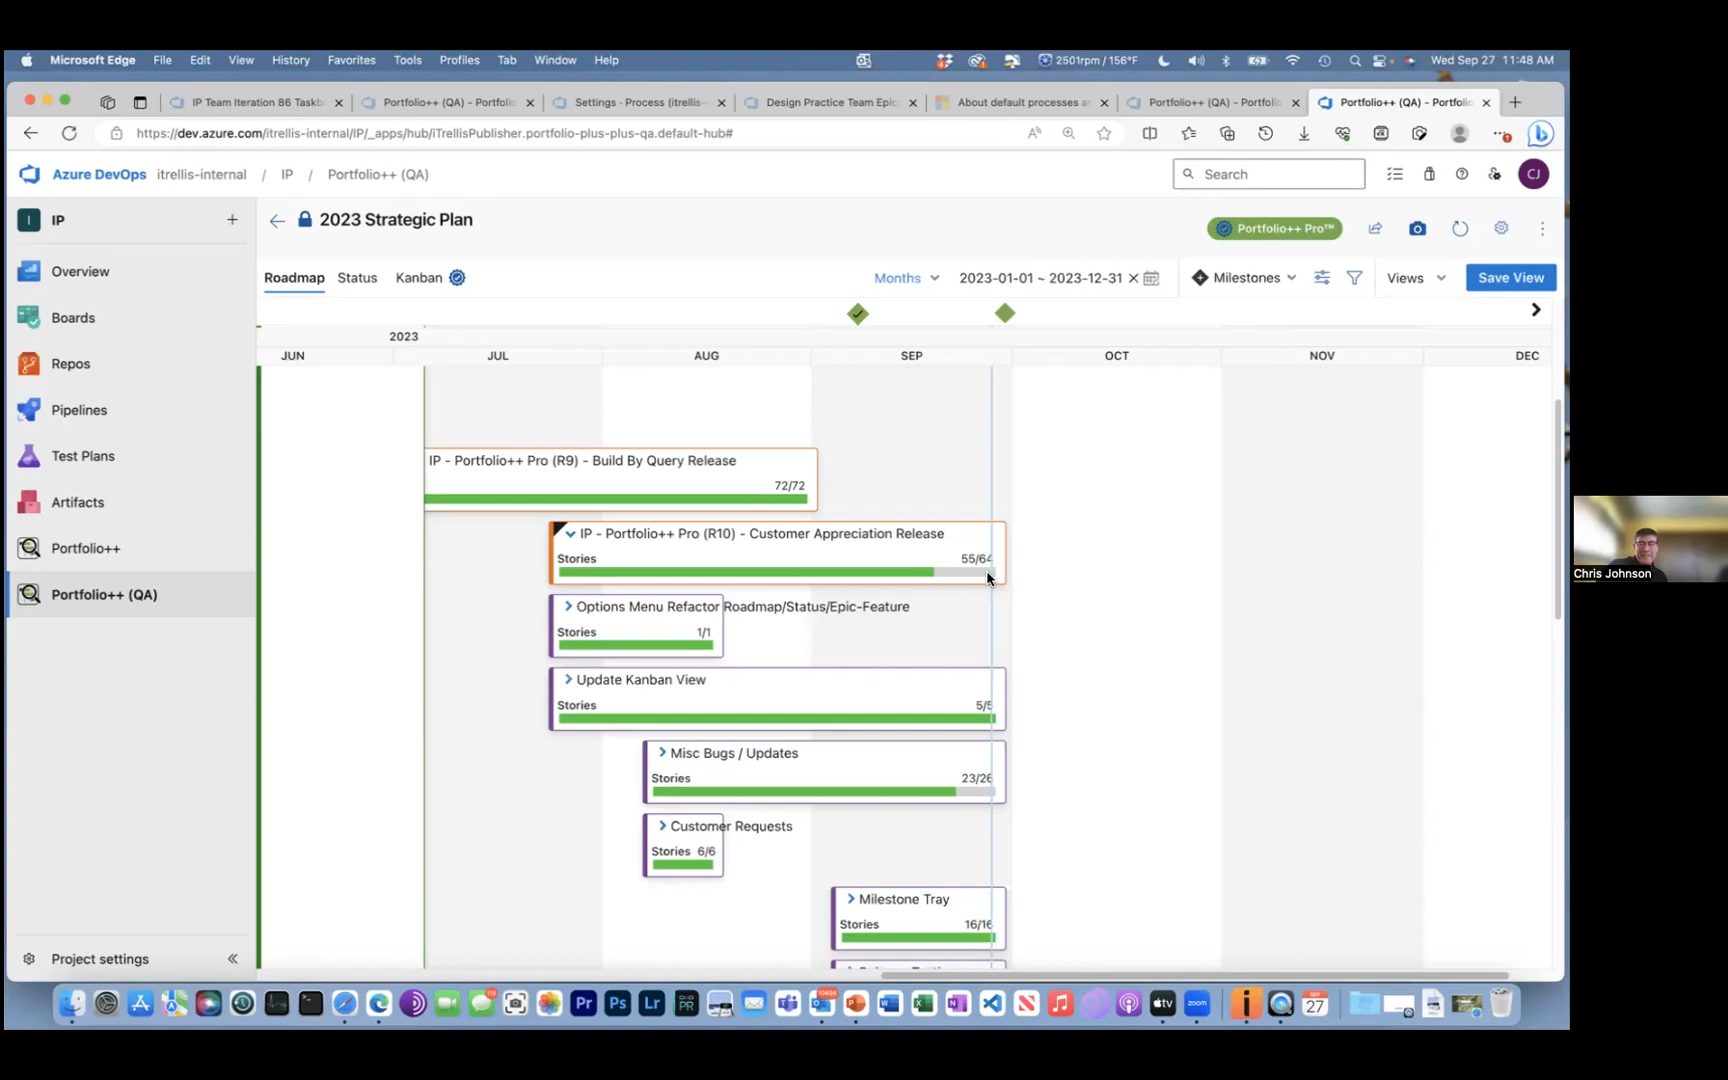 Microsoft Edge File Edit View History Favorites Tools Profiles Tab Window Help 2501rpm / 156°F Wed Sep 27 11:48 AM
IP Team Iteration 86 Taskb Portfolio++ (QA) - Portfolio Settings · Process (itrellis- Design Practice Team Epic About default processes a Portfolio++ (QA) - Portfolio Portfolio++ (QA) - Portfol
https://dev.azure.com/itrellis-internal/IP/_apps/hub/iTrellisPublisher.portfolio-plus-plus-qa.default-hub#
Azure DevOps itrellis-internal / IP / Portfolio++ (QA) Search CJ
I IP +
2023 Strategic Plan
Portfolio++ Pro™
Overview
Boards
Repos
Pipelines
Test Plans
Artifacts
Portfolio++
Portfolio++ (QA)
Project settings
Roadmap Status Kanban Months 2023-01-01 ~ 2023-12-31 Milestones Views Save View
2023
JUN JUL AUG SEP OCT NOV DEC
IP - Portfolio++ Pro (R9) - Build By Query Release
72/72
IP - Portfolio++ Pro (R10) - Customer Appreciation Release
Stories 55/64
Options Menu Refactor Roadmap/Status/Epic-Feature
Stories 1/1
Update Kanban View
Stories 5/5
Misc Bugs / Updates
Stories 23/26
Customer Requests
Stories 6/6
Milestone Tray
Stories 16/16
Chris Johnson
Pr Ps Lr PR tv zoom 27